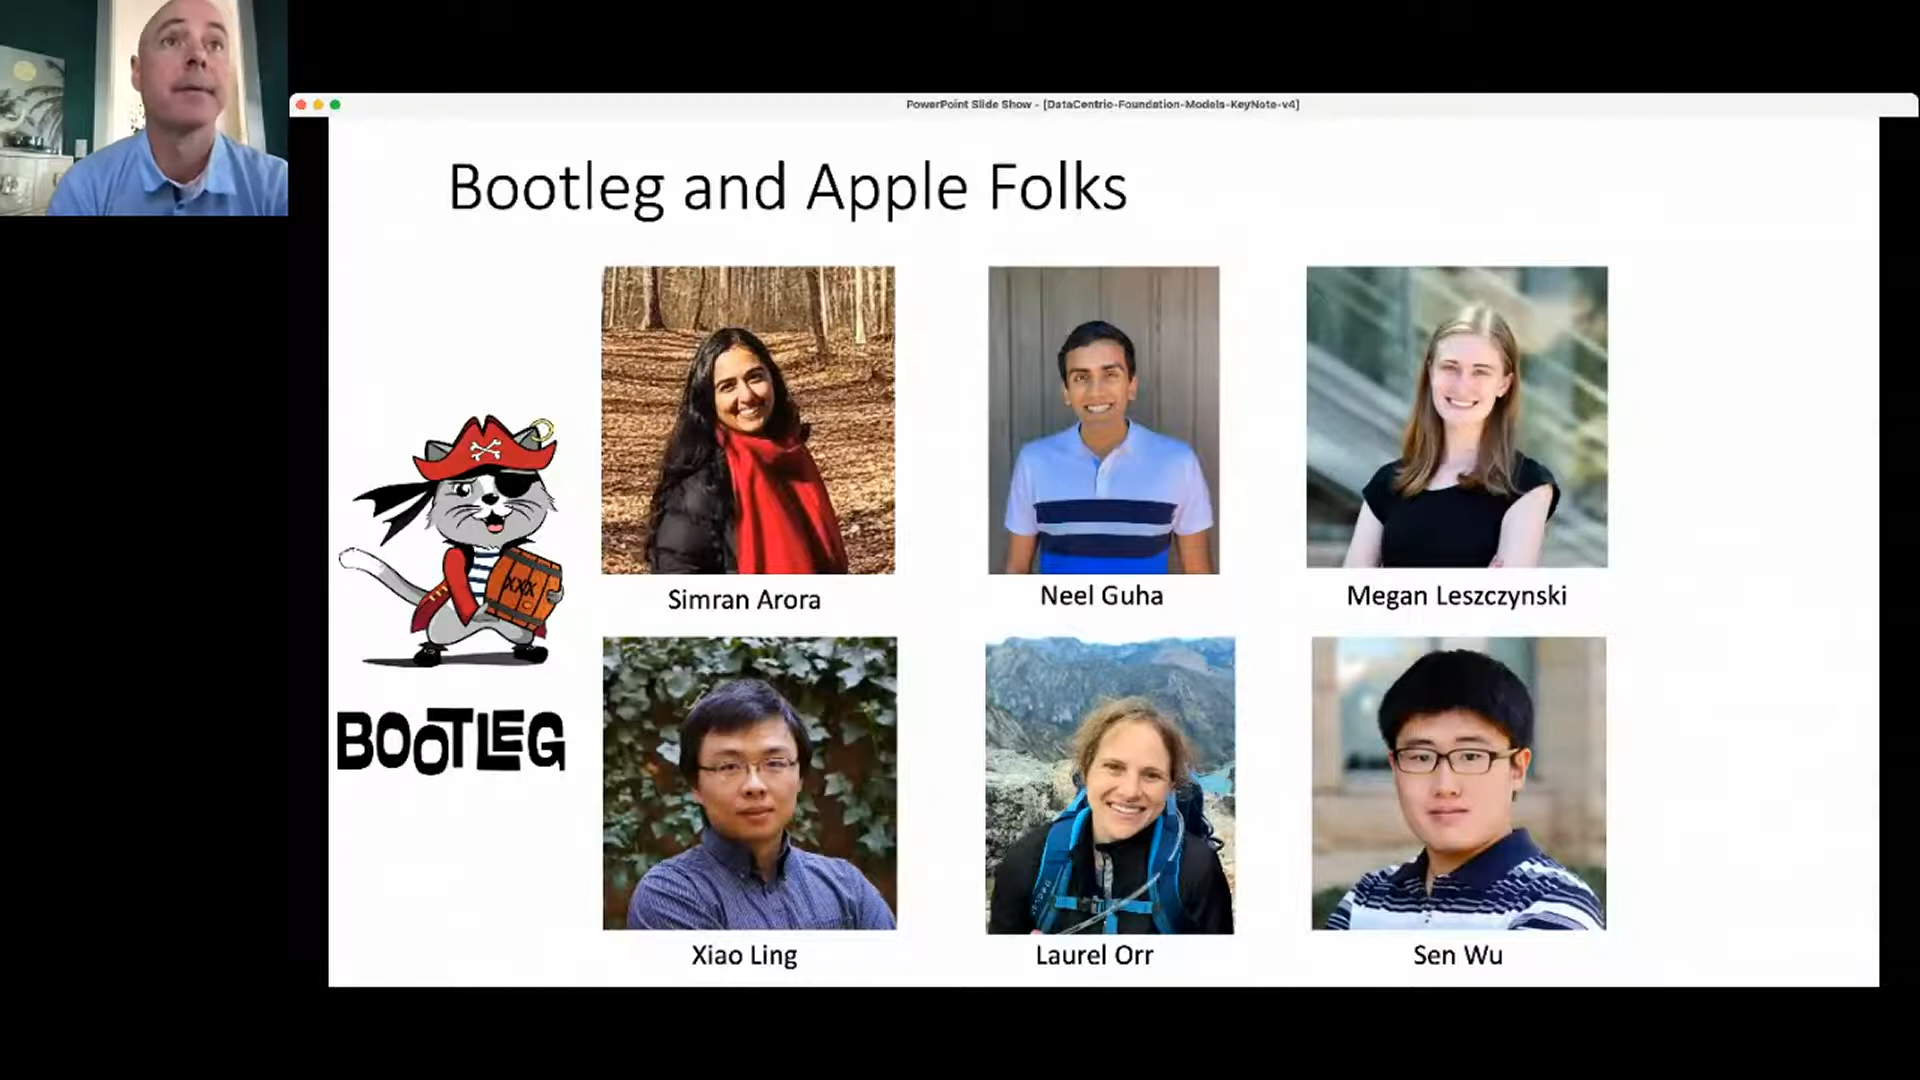 PowerPoint Slide Show - [DataCentric-Foundation-Models-KeyNote-v4]
Bootleg and Apple Folks
XXX
BOOTLEG
Simran Arora
Neel Guha
Megan Leszczynski
Xiao Ling
Laurel Orr
Sen Wu